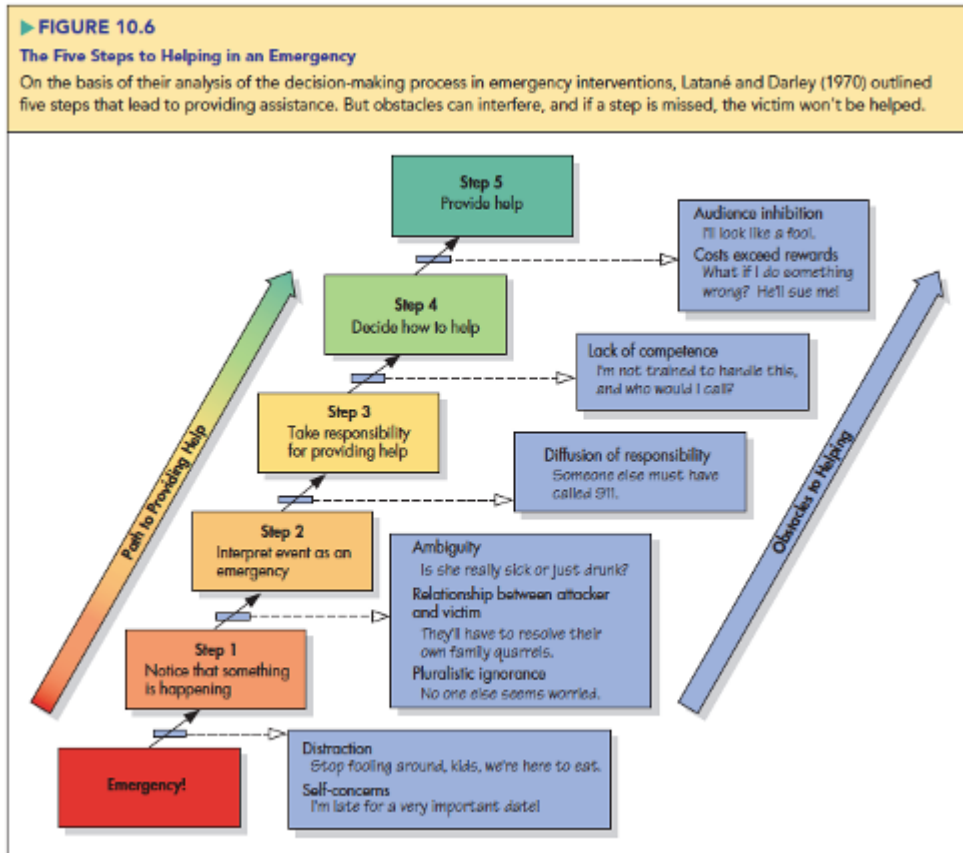 ▶ FIGURE 10.6
The Five Steps to Helping in an Emergency
On the basis of their analysis of the decision-making process in emergency interventions, Latané and Darley (1970) outlined
five steps that lead to providing assistance. But obstacles can interfere, and if a step is missed, the victim won't be helped.
Step 5
Provide help
Audience inhibition
I'll look like a fool.
Costs exceed rewards
What if I do something
wrong? He'll sue me!
Step 4
Decide how to help
Lack of competence
I'm not trained to handle this,
and who would I call?
Step 3
Take responsibility
for providing help
Diffusion of responsibility
Someone else must have
called 911.
Path to Providing Help
Obstacles to Helping
Step 2
Interpret event as an
emergency
Ambiguity
Is she really sick or just drunk?
Relationship between attacker
and victim
They'll have to resolve their
own family quarrels.
Pluralistic ignorance
No one else seems worried.
Step 1
Notice that something
is happening
Emergency!
Distraction
Stop fooling around, kids, we're here to eat.
Self-concerns
I'm late for a very important date!